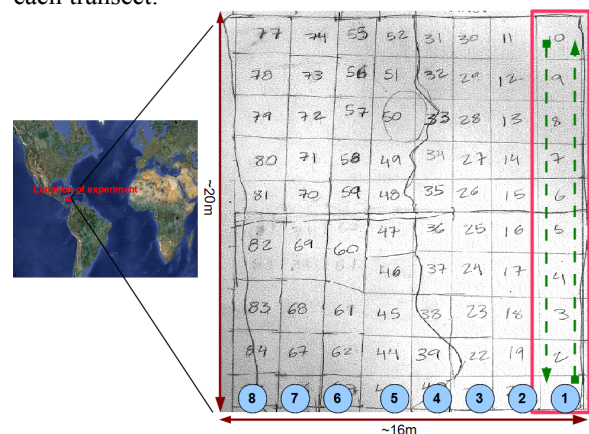 each transect.
77 74 55 52 31 30 11 10
78 73 56 51 32 29 12 9
79 72 57 50 33 28 13 8
80 71 58 49 34 27 14 7
81 70 59 48 35 26 15 6
82 69 60 47 36 25 16 5
46 37 24 17 4
83 68 61 45 38 23 18 3
84 67 62 44 39 22 19 2
8 7 6 5 4 3 2 1
~20m
~16m
Location of experiment